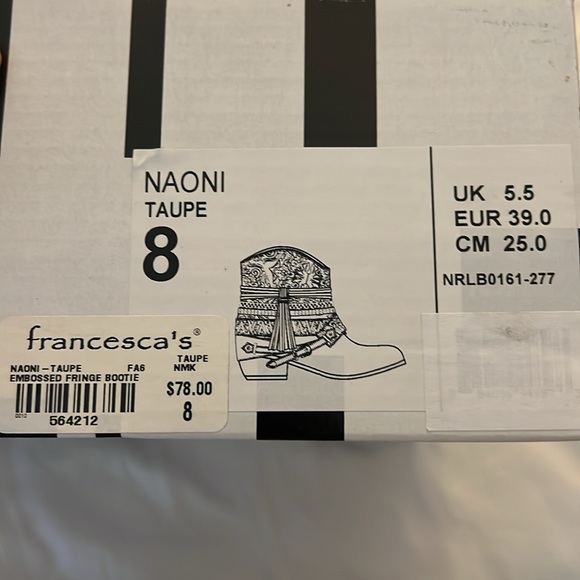 NAONI
TAUPE
8
UK 5.5
EUR 39.0
CM 25.0
NRLB0161-277
francesca's®
NAONI-TAUPE FA6 TAUPE
EMBOSSED FRINGE BOOTIE NMK
$78.00
8
0010
564212